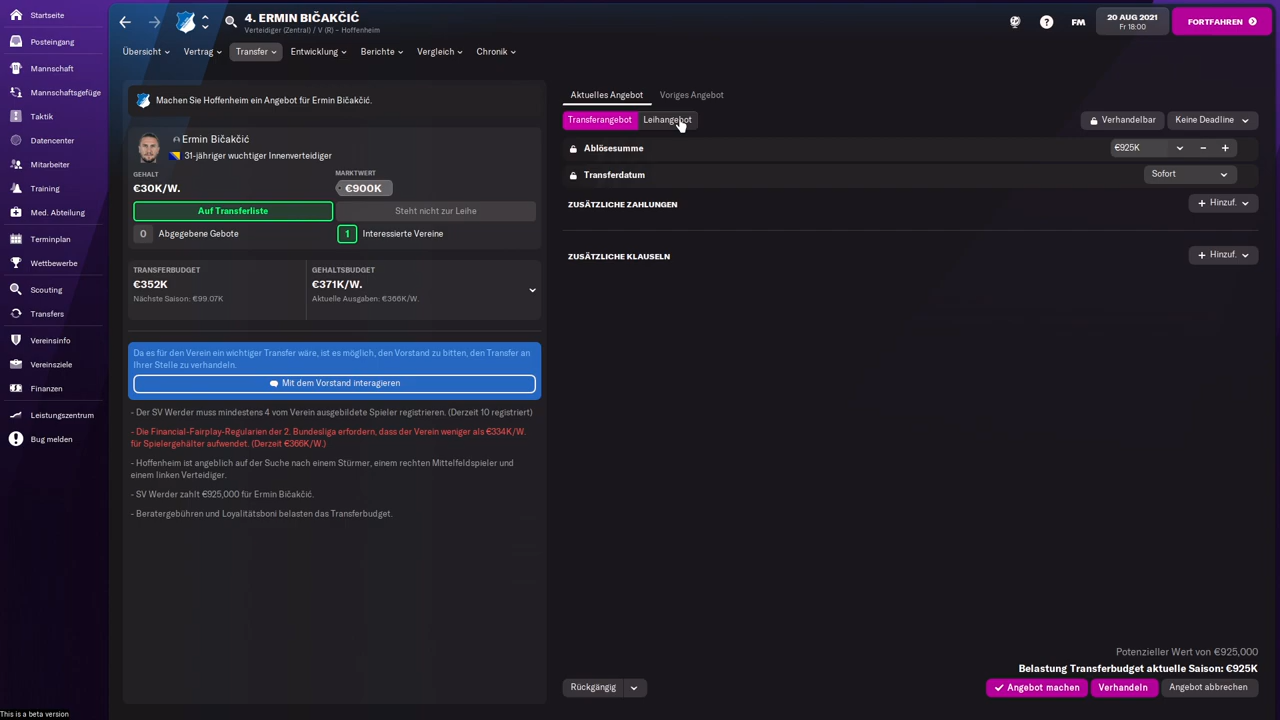 Startseite
Posteingang
Mannschaft
Mannschaftsgefüge
Taktik
Datencenter
Mitarbeiter
Training
Med. Abteilung
Terminplan
Wettbewerbe
Scouting
Transfers
Vereinsinfo
Vereinsziele
Finanzen
Leistungszentrum
Bug melden
This is a beta version
4. ERMIN BIČAKČIĆ
Verteidiger (Zentral) / V (R) - Hoffenheim
FM
20 AUG 2021
Fr 18:00
FORTFAHREN
Übersicht
Vertrag
Transfer
Entwicklung
Berichte
Vergleich
Chronik
Machen Sie Hoffenheim ein Angebot für Ermin Bičakčić.
Ermin Bičakčić
31-jähriger wuchtiger Innenverteidiger
GEHALT
€30K/W.
MARKTWERT
€900K
Auf Transferliste
Steht nicht zur Leihe
0 Abgegebene Gebote
1 Interessierte Vereine
TRANSFERBUDGET
€352K
Nächste Saison: €99.07K
GEHALTSBUDGET
€371K/W.
Aktuelle Ausgaben: €366K/W.
Da es für den Verein ein wichtiger Transfer wäre, ist es möglich, den Vorstand zu bitten, den Transfer an
Ihrer Stelle zu verhandeln.
Mit dem Vorstand interagieren
- Der SV Werder muss mindestens 4 vom Verein ausgebildete Spieler registrieren. (Derzeit 10 registriert)
- Die Financial-Fairplay-Regularien der 2. Bundesliga erfordern, dass der Verein weniger als €334K/W.
für Spielergehälter aufwendet. (Derzeit €366K/W.)
- Hoffenheim ist angeblich auf der Suche nach einem Stürmer, einem rechten Mittelfeldspieler und
einem linken Verteidiger.
- SV Werder zahlt €925,000 für Ermin Bičakčić.
- Beratergebühren und Loyalitätsboni belasten das Transferbudget.
Aktuelles Angebot
Voriges Angebot
Transferangebot
Leihangebot
Verhandelbar
Keine Deadline
Ablösesumme
€925K
Transferdatum
Sofort
ZUSÄTZLICHE ZAHLUNGEN
Hinzuf.
ZUSÄTZLICHE KLAUSELN
Hinzuf.
Potenzieller Wert von €925,000
Belastung Transferbudget aktuelle Saison: €925K
Rückgängig
Angebot machen
Verhandeln
Angebot abbrechen